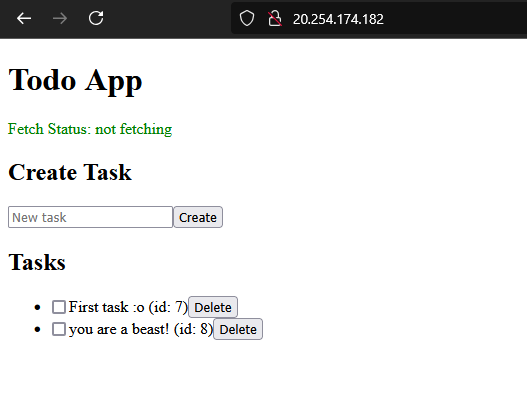 20.254.174.182
Todo App
Fetch Status: not fetching
Create Task
New task Create
Tasks
First task :o (id: 7) Delete
you are a beast! (id: 8) Delete